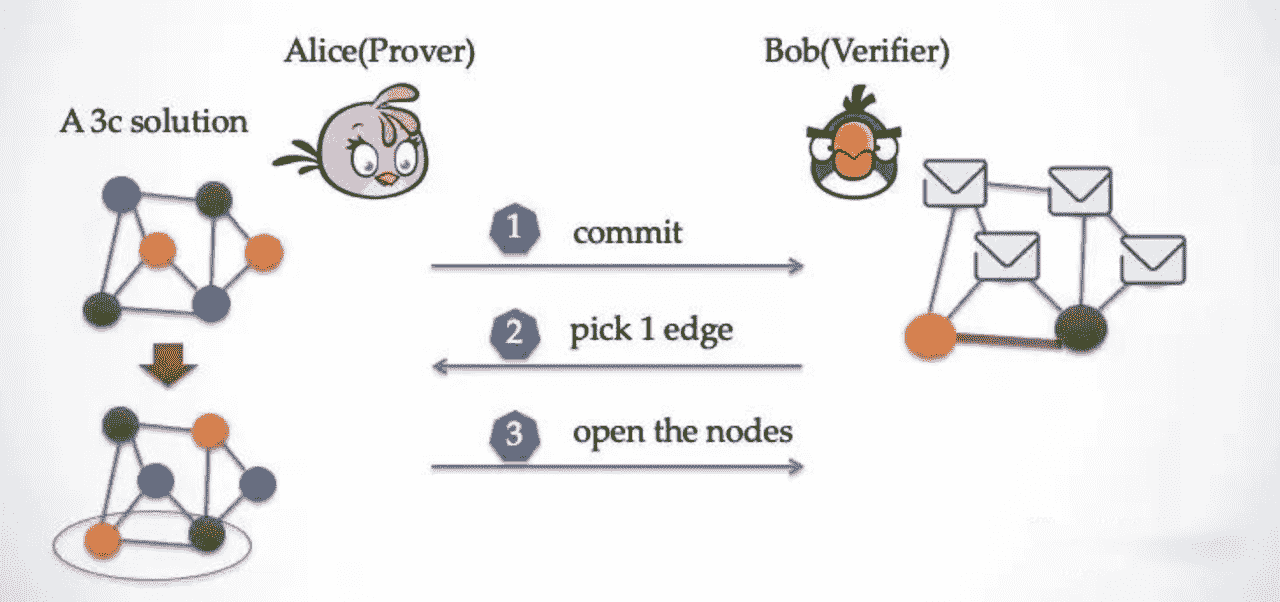 Alice(Prover)
Bob(Verifier)
A 3c solution
1 commit
2 pick 1 edge
3 open the nodes